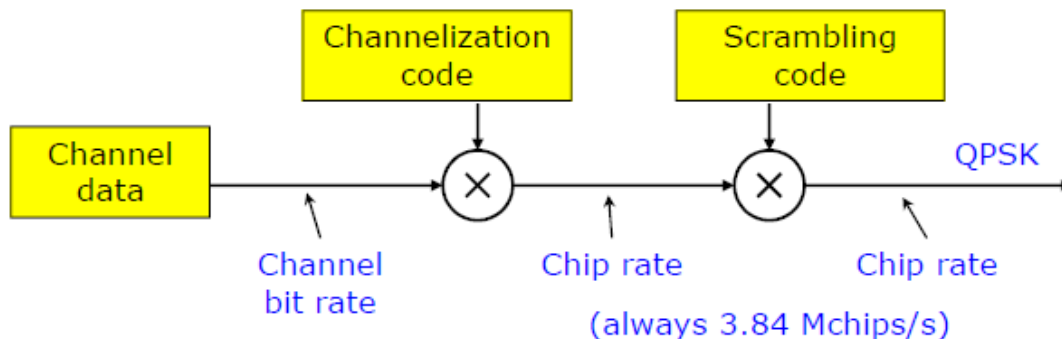 Channelization
code
Scrambling
code
Channel
data
QPSK
Channel
bit rate
Chip rate
Chip rate
(always 3.84 Mchips/s)